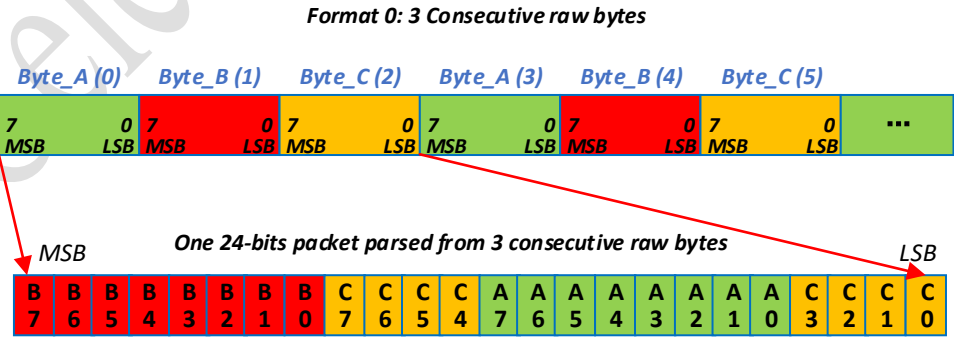 Format 0: 3 Consecutive raw bytes
Byte_A (0) Byte_B (1) Byte_C (2) Byte_A (3) Byte_B (4) Byte_C (5)
7 0 7 0 7 0 7 0 7 0 7 0 ...
MSB LSB MSB LSB MSB LSB MSB LSB MSB LSB MSB LSB
MSB One 24-bits packet parsed from 3 consecutive raw bytes LSB
B B B B B B B B C C C C A A A A A A A A C C C C
7 6 5 4 3 2 1 0 7 6 5 4 7 6 5 4 3 2 1 0 3 2 1 0